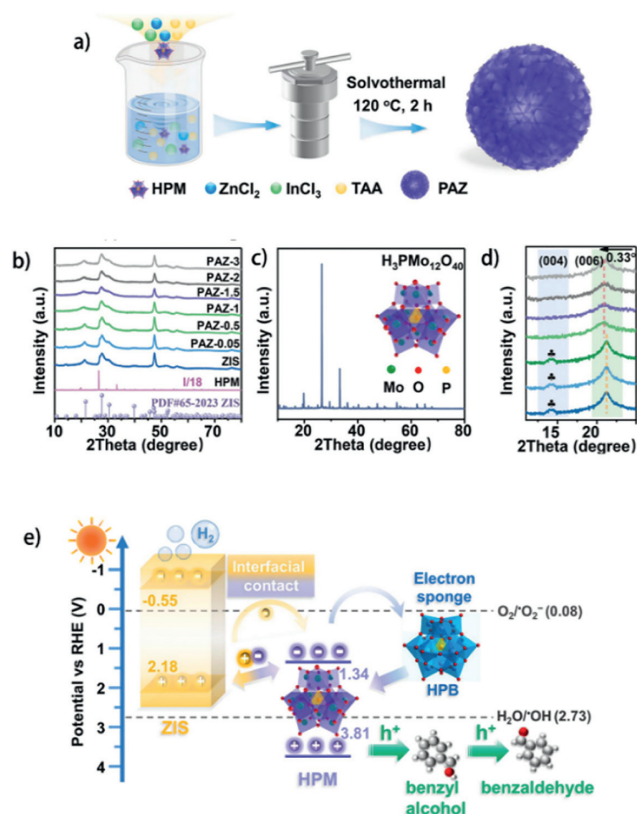 a)
Solvothermal
120 °C, 2 h
HPM ZnCl2 InCl3 TAA PAZ
b)
Intensity (a.u.)
PAZ-3
PAZ-2
PAZ-1.5
PAZ-1
PAZ-0.5
PAZ-0.05
ZIS
I/18 HPM
PDF#65-2023 ZIS
10 20 30 40 50 60 70
2Theta (degree)
c)
Intensity (a.u.)
H3PMo12O40
Mo O P
20 40 60 80
2Theta (degree)
d)
Intensity (a.u.)
(004) (006) 0.33°
♣
♣
♣
15 21
2Theta (degree)
e)
Potential vs RHE (V)
-1
0
1
2
3
4
H2
-0.55
2.18
ZIS
Interfacial
contact
1.34
3.81
HPM
Electron
sponge
HPB
O2/•O2− (0.08)
H2O/•OH (2.73)
h+ h+
benzyl
alcohol
benzaldehyde